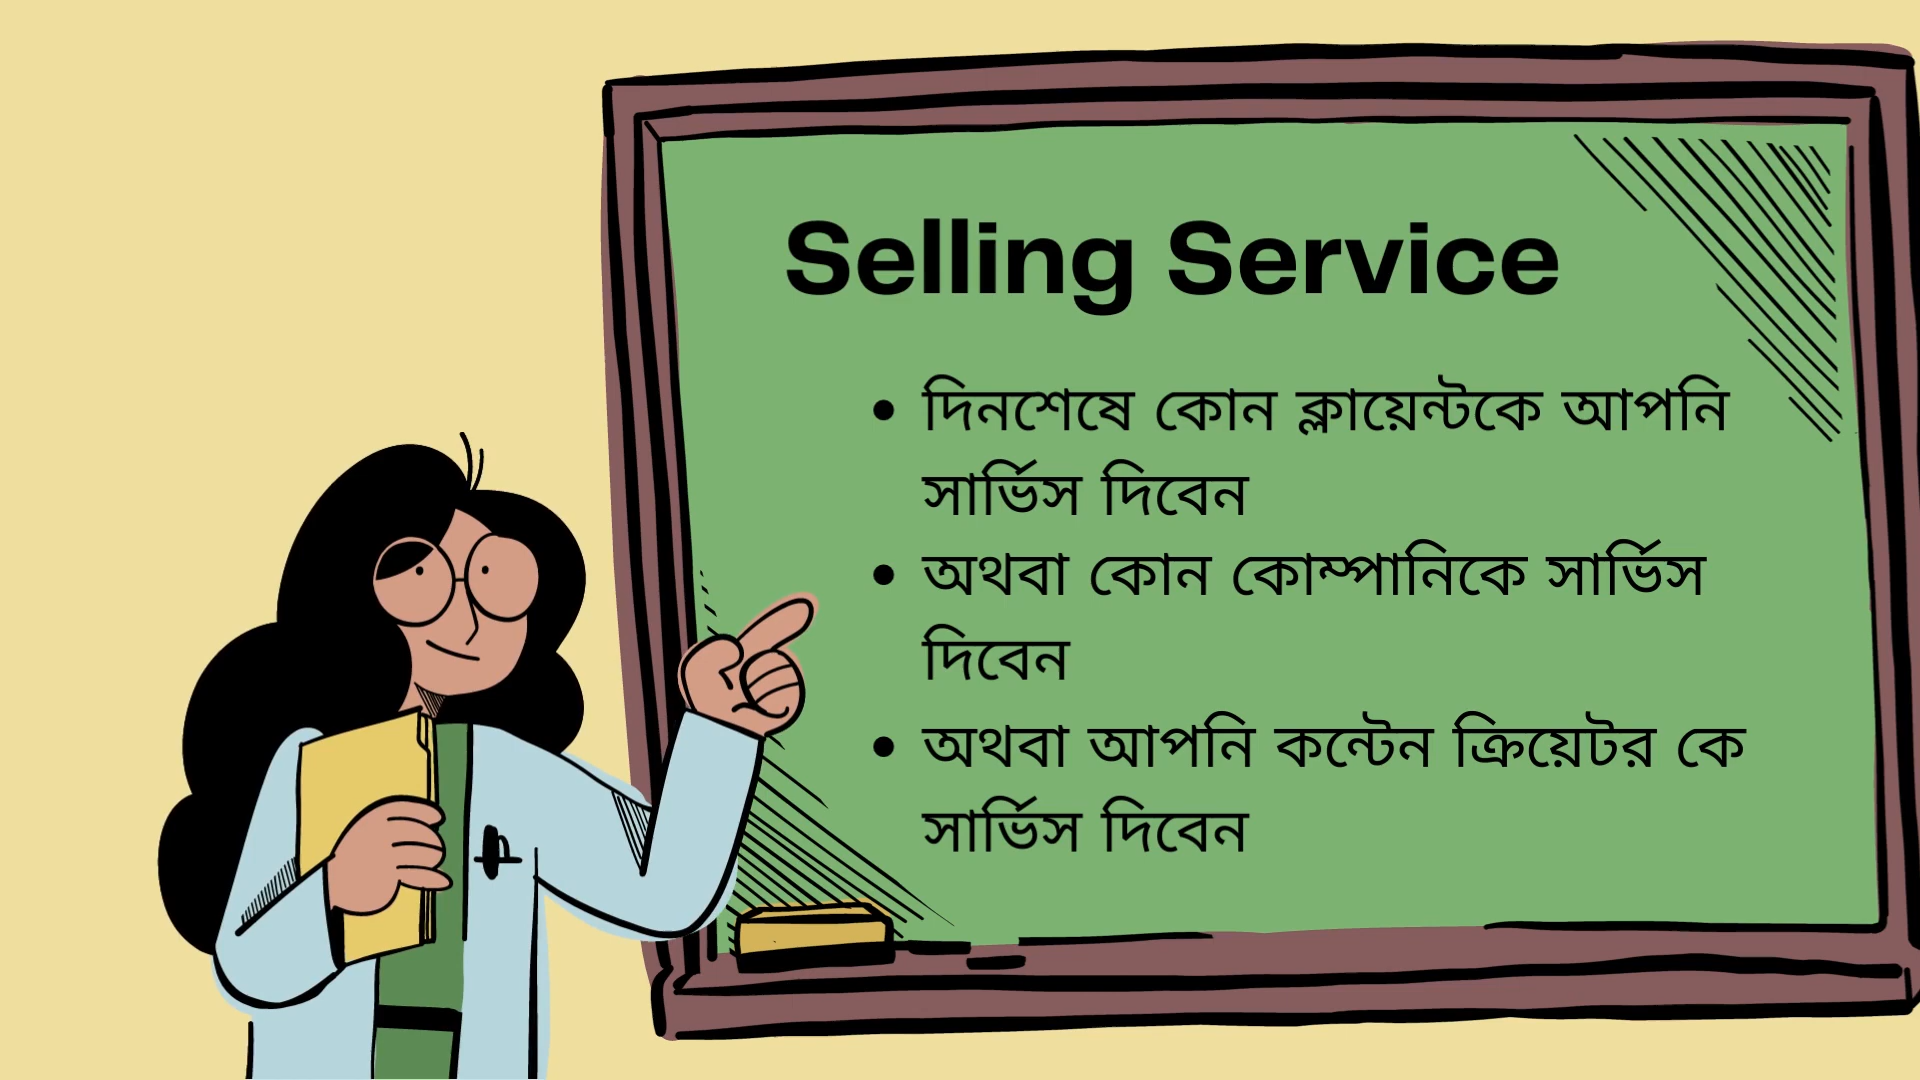 Selling Service
• দিনশেষে কোন ক্লায়েন্টকে আপনি
সার্ভিস দিবেন
• অথবা কোন কোম্পানিকে সার্ভিস
দিবেন
• অথবা আপনি কন্টেন ক্রিয়েটর কে
সার্ভিস দিবেন